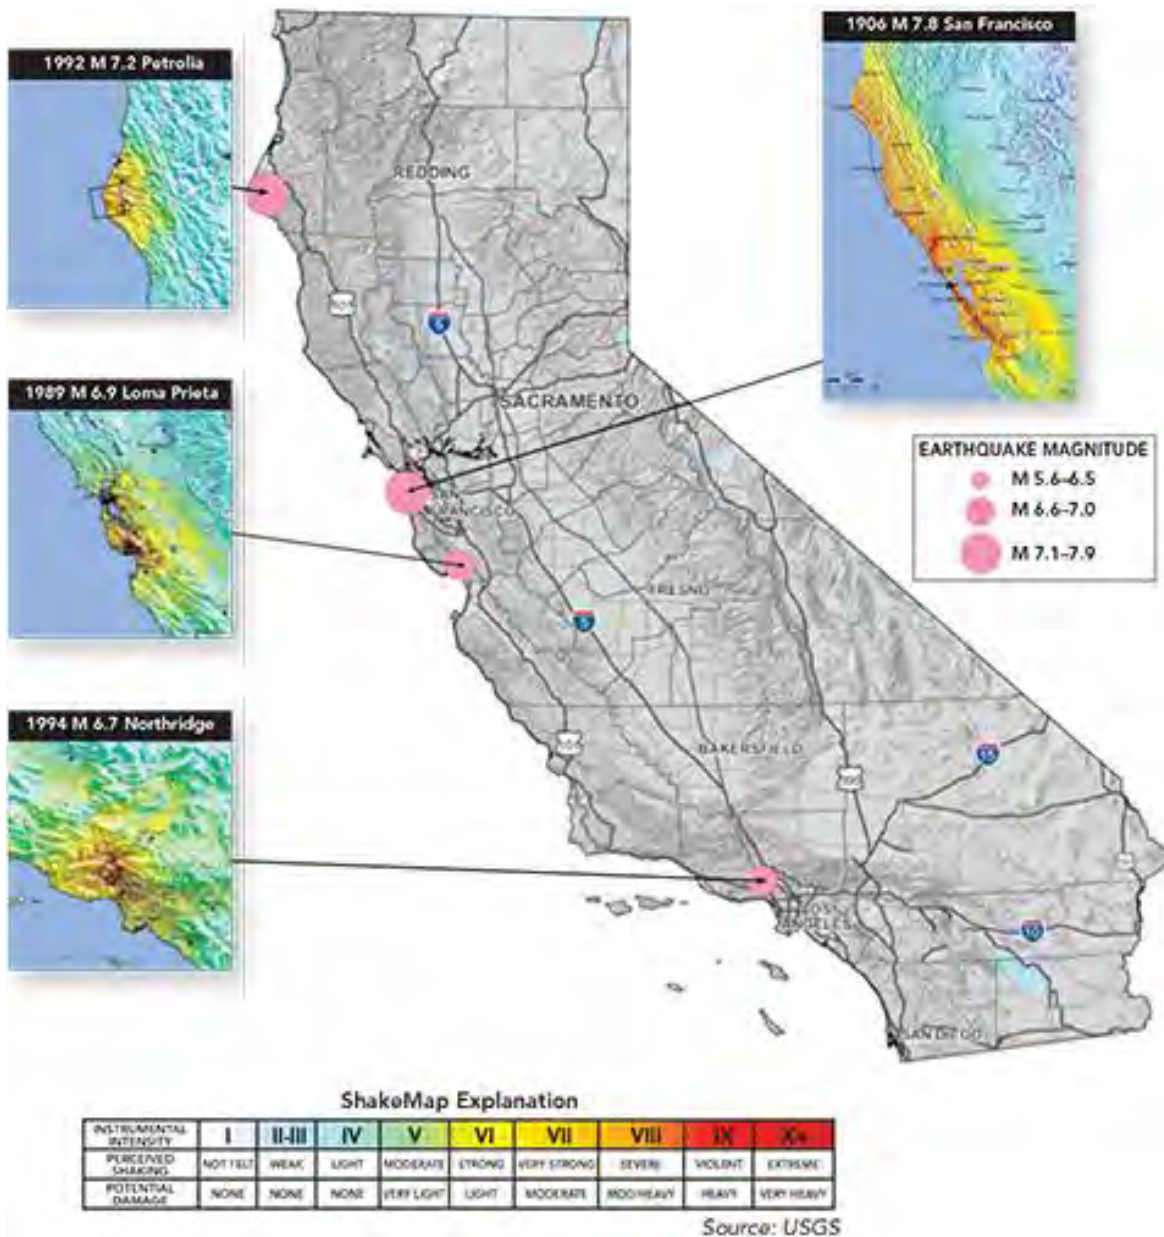 1992 M 7.2 Petrolia
1906 M 7.8 San Francisco
REDDING
5
1989 M 6.9 Loma Prieta
SACRAMENTO
EARTHQUAKE MAGNITUDE
M 5.6–6.5
M 6.6–7.0
M 7.1–7.9
FRANCISCO
FRESNO
5
1994 M 6.7 Northridge
BAKERSFIELD
15
LOS
ANGELES
10
SAN DIEGO
ShakeMap Explanation
INSTRUMENTAL INTENSITY I II-III IV V VI VII VIII IX X+
PERCEIVED SHAKING NOT FELT WEAK LIGHT MODERATE STRONG VERY STRONG SEVERE VIOLENT EXTREME
POTENTIAL DAMAGE NONE NONE NONE VERY LIGHT LIGHT MODERATE MOD/HEAVY HEAVY VERY HEAVY
Source: USGS